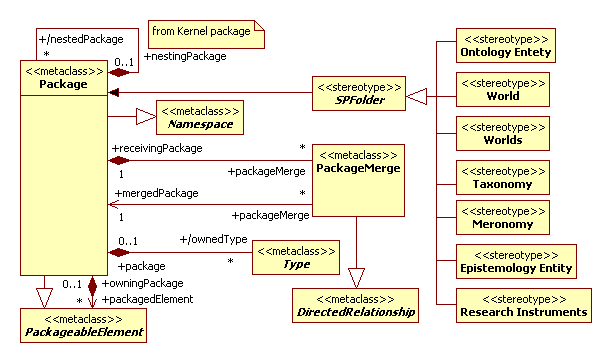 +/nestedPackage
from Kernel package
*
0..1
+nestingPackage
<<metaclass>>
Package
<<stereotype>>
SPFolder
<<metaclass>>
Namespace
+receivingPackage
*
1
+packageMerge
<<metaclass>>
PackageMerge
+mergedPackage
*
1
+packageMerge
0..1
+/ownedType
+package
*
<<metaclass>>
Type
0..1
+owningPackage
*
+packagedElement
<<metaclass>>
PackageableElement
<<metaclass>>
DirectedRelationship
<<stereotype>>
Ontology Entety
<<stereotype>>
World
<<stereotype>>
Worlds
<<stereotype>>
Taxonomy
<<stereotype>>
Meronomy
<<stereotype>>
Epistemology Entity
<<stereotype>>
Research Instruments